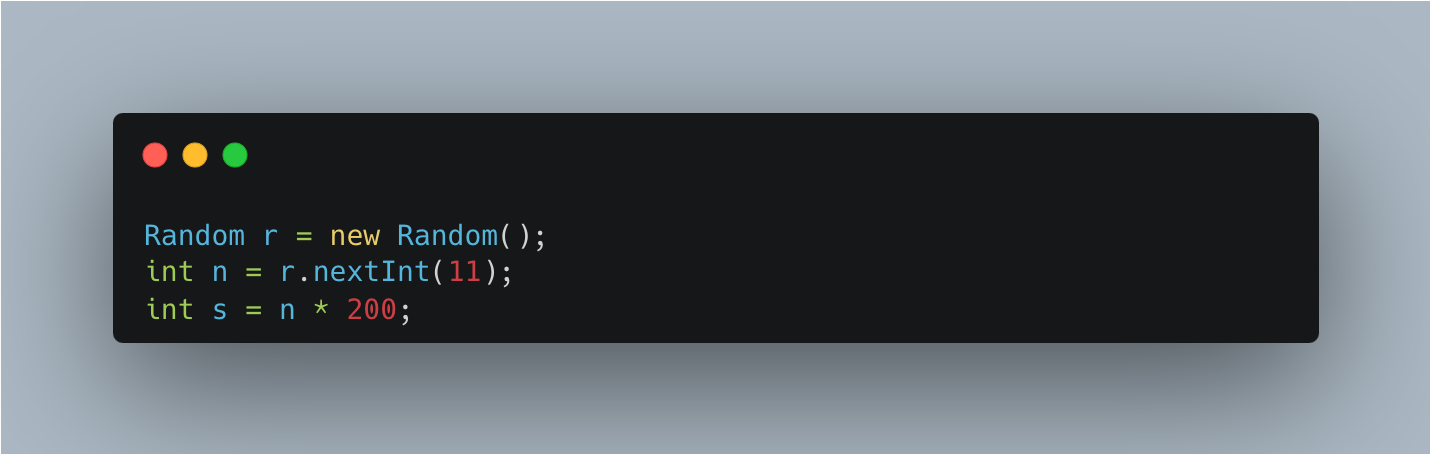 Random r = new Random();
int n = r.nextInt(11);
int s = n * 200;